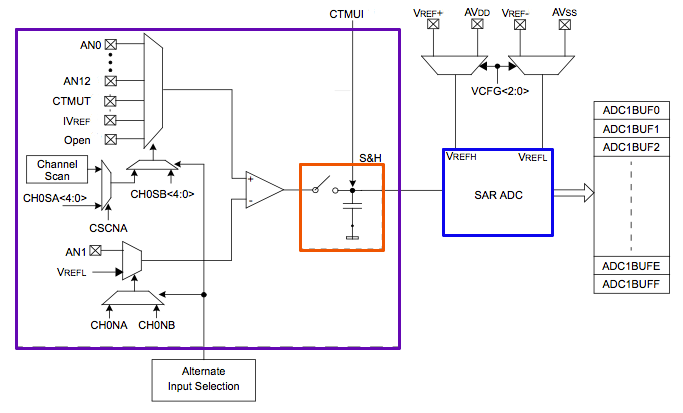 CTMUI
VREF+
AVDD
VREF-
AVSS
AN0
AN12
CTMUT
IVREF
Open
VCFG<2:0>
Channel
Scan
CH0SA<4:0>
CH0SB<4:0>
CSCNA
+
-
S&H
VREFH
VREFL
SAR ADC
ADC1BUF0
ADC1BUF1
ADC1BUF2
ADC1BUFE
ADC1BUFF
AN1
VREFL
CH0NA
CH0NB
Alternate
Input Selection